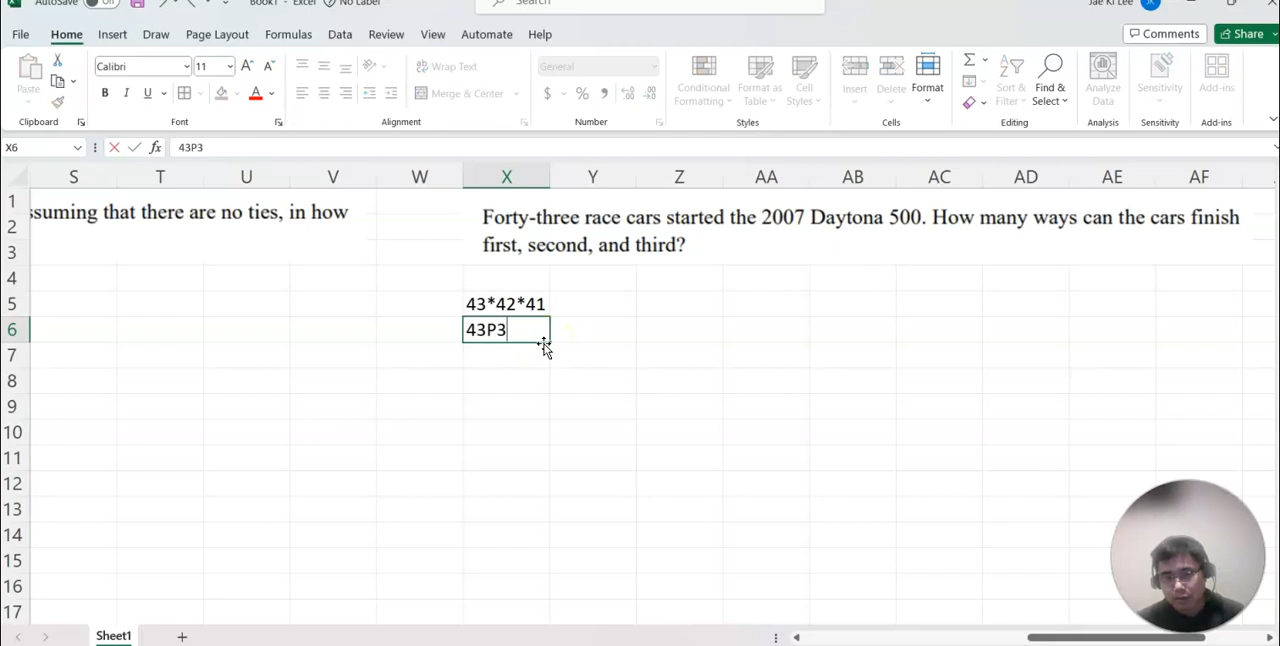 AutoSave Off Book1 - Excel No Label Search Jae Ki Lee
File Home Insert Draw Page Layout Formulas Data Review View Automate Help Comments Share
Paste Calibri 11 A A Wrap Text General Conditional Formatting Format as Table Cell Styles Insert Delete Format Sort & Filter Find & Select Analyze Data Sensitivity Add-ins
B I U A Merge & Center $ % ,
Clipboard Font Alignment Number Styles Cells Editing Analysis Sensitivity Add-ins
X6 fx 43P3
S T U V W X Y Z AA AB AC AD AE AF
1
ssuming that there are no ties, in how
Forty-three race cars started the 2007 Daytona 500. How many ways can the cars finish
2
first, second, and third?
3
4
5 43*42*41
6 43P3
7
8
9
10
11
12
13
14
15
16
17
Sheet1